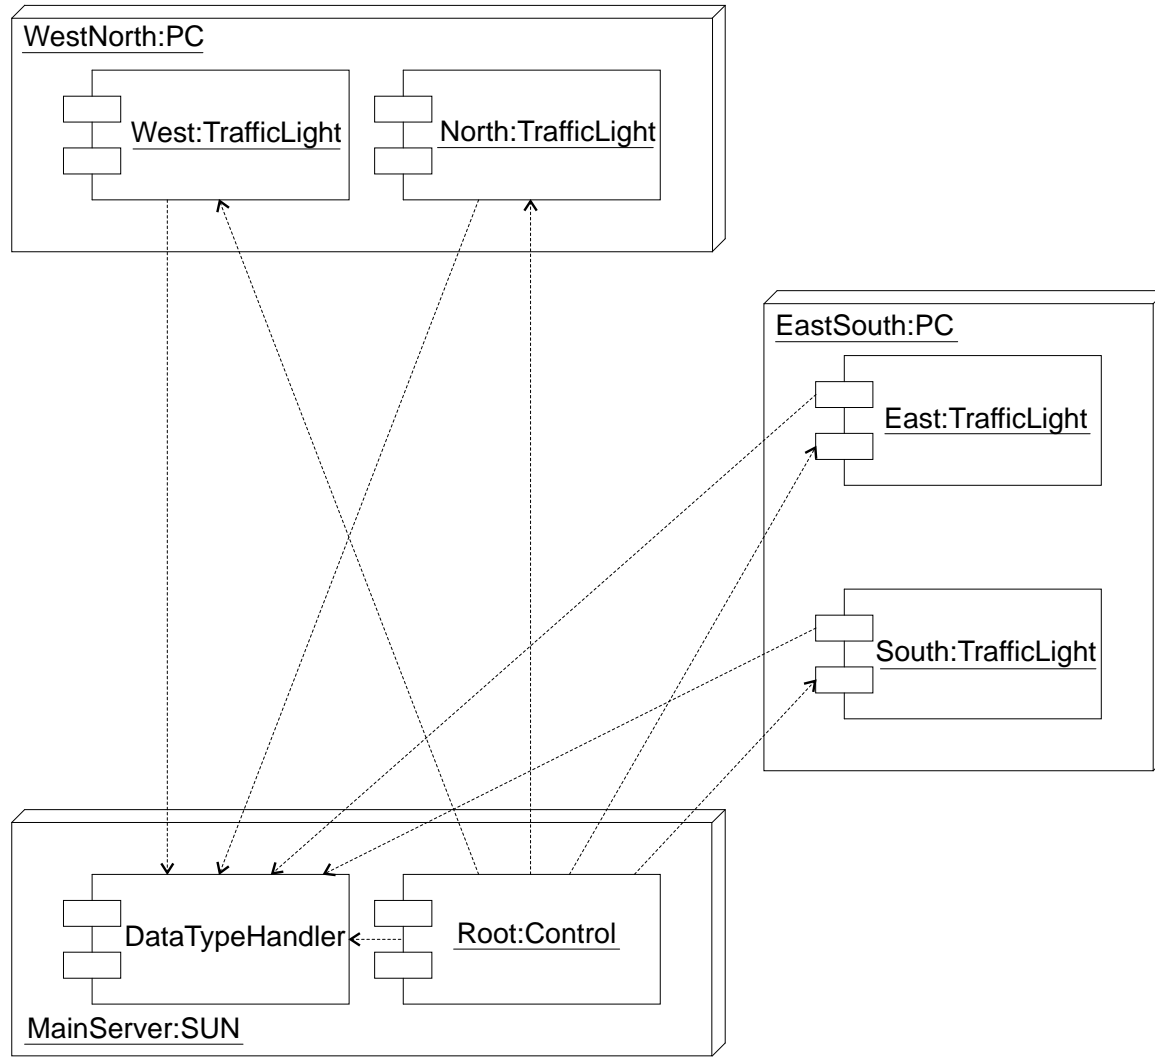 WestNorth:PC
West:TrafficLight
North:TrafficLight
EastSouth:PC
East:TrafficLight
South:TrafficLight
DataTypeHandler
Root:Control
MainServer:SUN